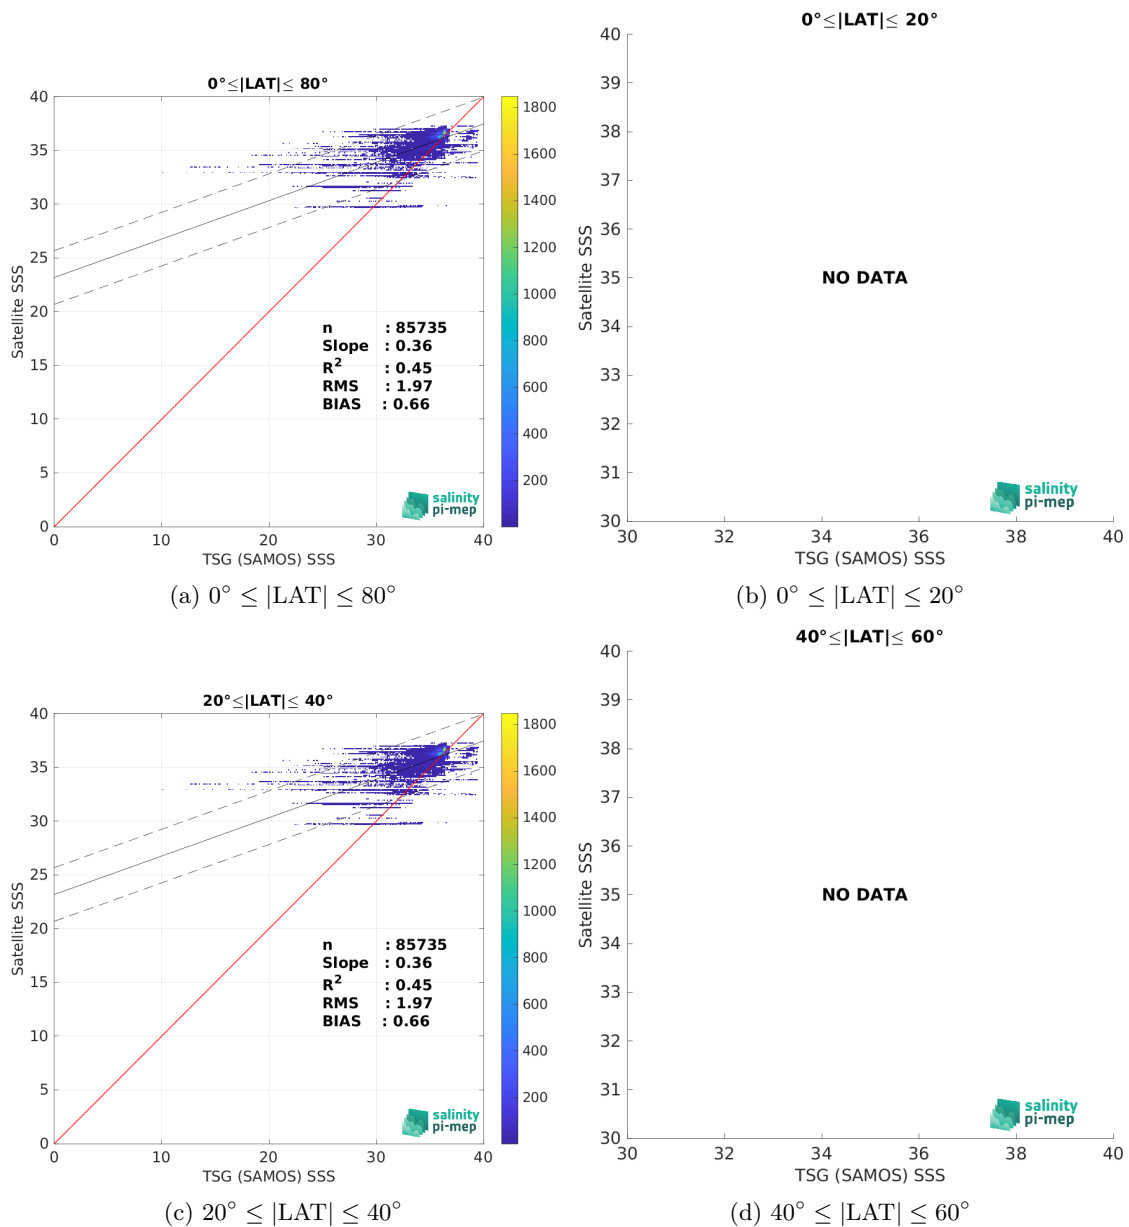 0°≤|LAT|≤ 80°
40
35
30
25
20
15
10
5
0
Satellite SSS
0
10
20
30
40
TSG (SAMOS) SSS
1800
1600
1400
1200
1000
800
600
400
200
n : 85735
Slope : 0.36
R² : 0.45
RMS : 1.97
BIAS : 0.66
salinity
pi-mep
(a) 0° ≤ |LAT| ≤ 80°
0°≤|LAT|≤ 20°
40
39
38
37
36
35
34
33
32
31
30
Satellite SSS
NO DATA
30
32
34
36
38
40
TSG (SAMOS) SSS
salinity
pi-mep
(b) 0° ≤ |LAT| ≤ 20°
20°≤|LAT|≤ 40°
40
35
30
25
20
15
10
5
0
Satellite SSS
0
10
20
30
40
TSG (SAMOS) SSS
1800
1600
1400
1200
1000
800
600
400
200
n : 85735
Slope : 0.36
R² : 0.45
RMS : 1.97
BIAS : 0.66
salinity
pi-mep
(c) 20° ≤ |LAT| ≤ 40°
40°≤|LAT|≤ 60°
40
39
38
37
36
35
34
33
32
31
30
Satellite SSS
NO DATA
30
32
34
36
38
40
TSG (SAMOS) SSS
salinity
pi-mep
(d) 40° ≤ |LAT| ≤ 60°